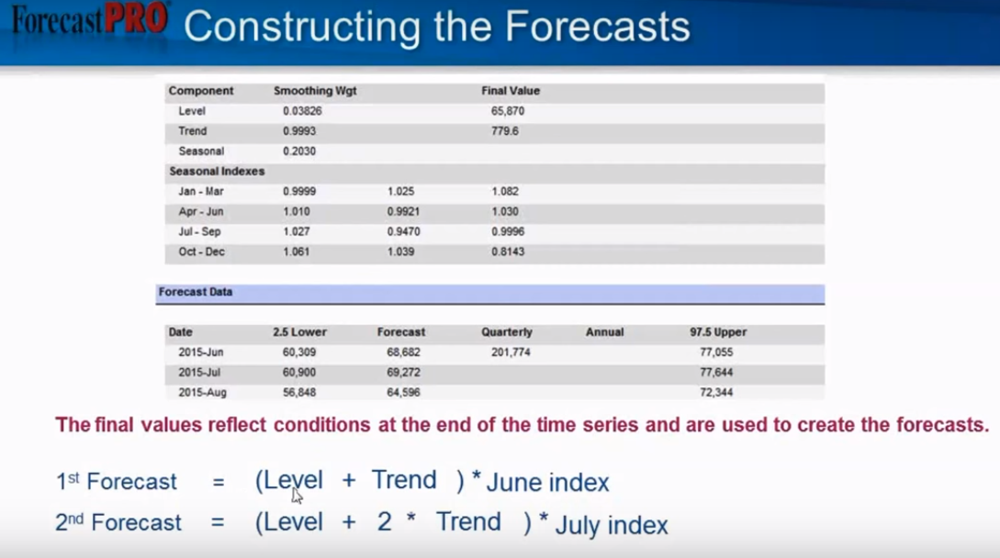 ForecastPRO® Constructing the Forecasts
Component Smoothing Wgt Final Value
Level 0.03826 65,870
Trend 0.9993 779.6
Seasonal 0.2030
Seasonal Indexes
Jan - Mar 0.9999 1.025 1.082
Apr - Jun 1.010 0.9921 1.030
Jul - Sep 1.027 0.9470 0.9996
Oct - Dec 1.061 1.039 0.8143
Forecast Data
Date 2.5 Lower Forecast Quarterly Annual 97.5 Upper
2015-Jun 60,309 68,682 201,774 77,055
2015-Jul 60,900 69,272 77,644
2015-Aug 56,848 64,596 72,344
The final values reflect conditions at the end of the time series and are used to create the forecasts.
1st Forecast = (Level + Trend ) * June index
2nd Forecast = (Level + 2 * Trend ) * July index